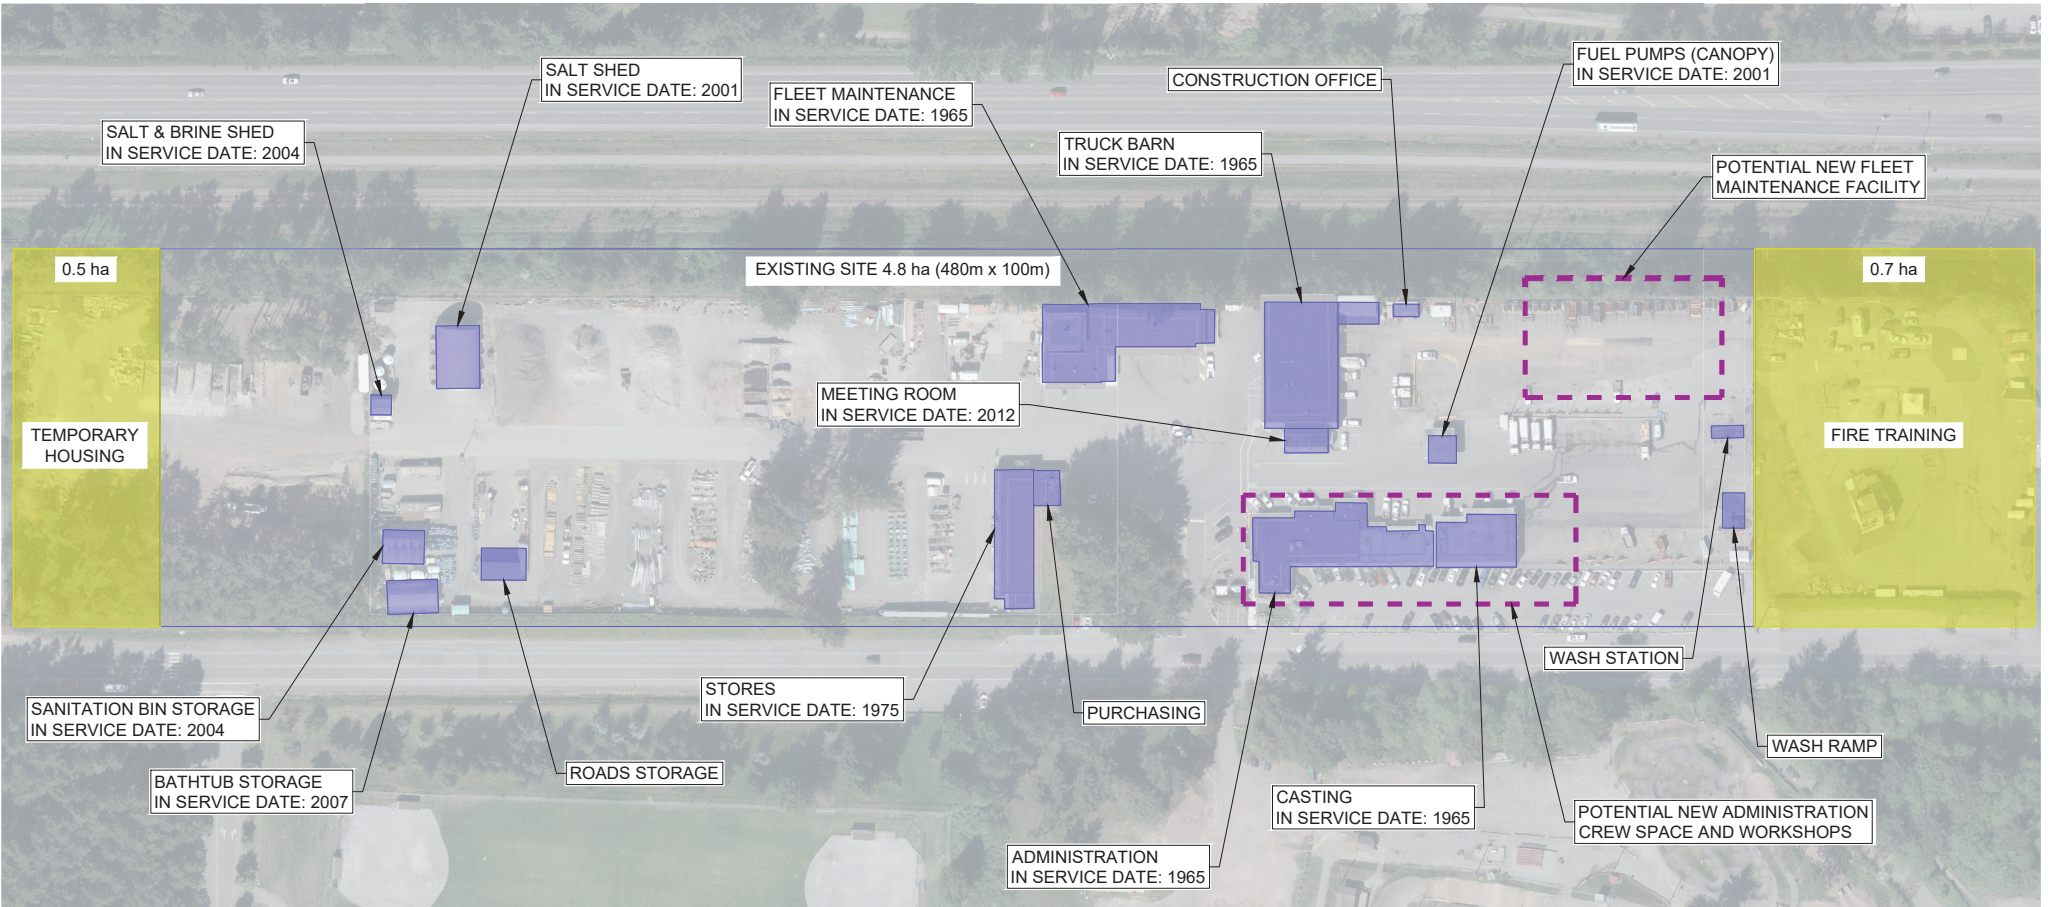 SALT SHED
IN SERVICE DATE: 2001
FUEL PUMPS (CANOPY)
IN SERVICE DATE: 2001
CONSTRUCTION OFFICE
FLEET MAINTENANCE
IN SERVICE DATE: 1965
SALT & BRINE SHED
IN SERVICE DATE: 2004
TRUCK BARN
IN SERVICE DATE: 1965
POTENTIAL NEW FLEET
MAINTENANCE FACILITY
0.5 ha
EXISTING SITE 4.8 ha (480m x 100m)
0.7 ha
MEETING ROOM
IN SERVICE DATE: 2012
TEMPORARY
HOUSING
FIRE TRAINING
WASH STATION
STORES
IN SERVICE DATE: 1975
SANITATION BIN STORAGE
IN SERVICE DATE: 2004
PURCHASING
WASH RAMP
ROADS STORAGE
BATHTUB STORAGE
IN SERVICE DATE: 2007
CASTING
IN SERVICE DATE: 1965
POTENTIAL NEW ADMINISTRATION
CREW SPACE AND WORKSHOPS
ADMINISTRATION
IN SERVICE DATE: 1965